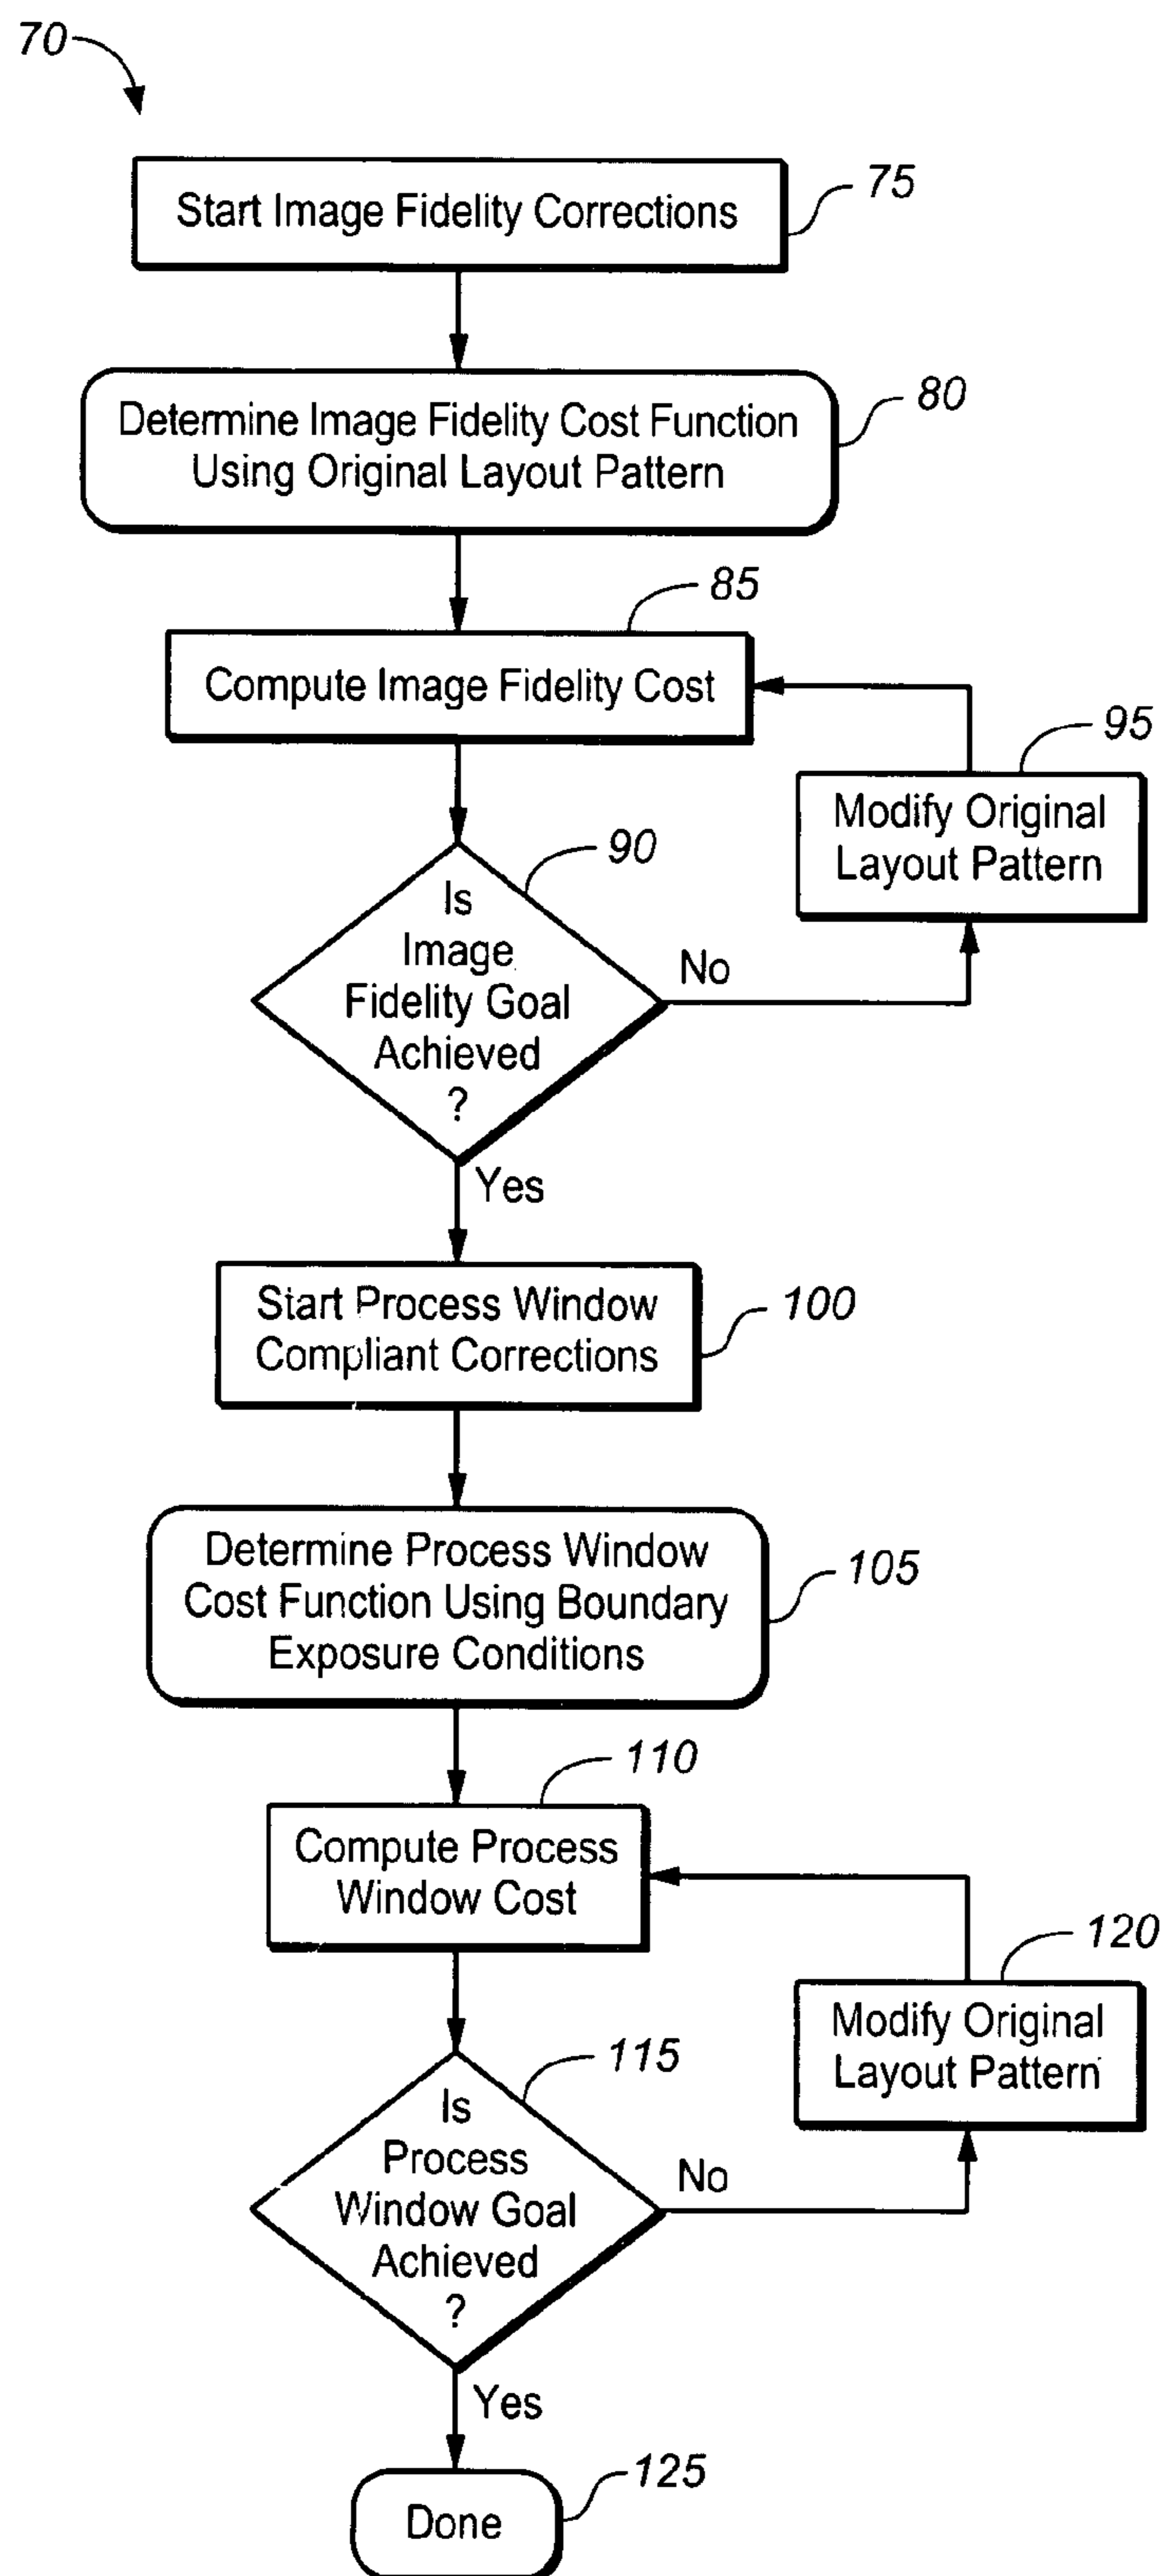 70
Start Image Fidelity Corrections
75
Determine Image Fidelity Cost Function
Using Original Layout Pattern
80
85
Compute Image Fidelity Cost
95
Modify Original
Layout Pattern
90
Is
Image
Fidelity Goal
Achieved
?
No
Yes
Start Process Window
Compliant Corrections
100
Determine Process Window
Cost Function Using Boundary
Exposure Conditions
105
110
Compute Process
Window Cost
120
Modify Original
Layout Pattern
115
Is
Process
Window Goal
Achieved
?
No
Yes
125
Done